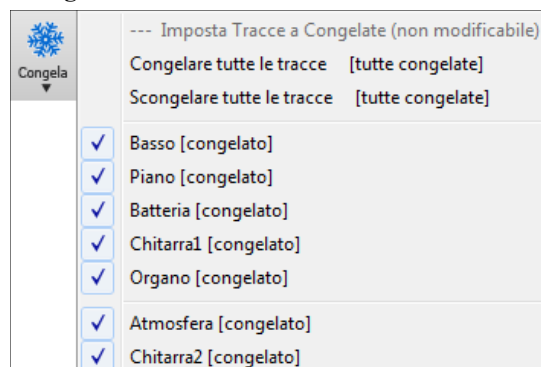 --- Imposta Tracce a Congelate (non modificabile)
Congela
Congelare tutte le tracce [tutte congelate]
Scongelare tutte le tracce [tutte congelate]
Basso [congelato]
Piano [congelato]
Batteria [congelato]
Chitarra1 [congelato]
Organo [congelato]
Atmosfera [congelato]
Chitarra2 [congelato]